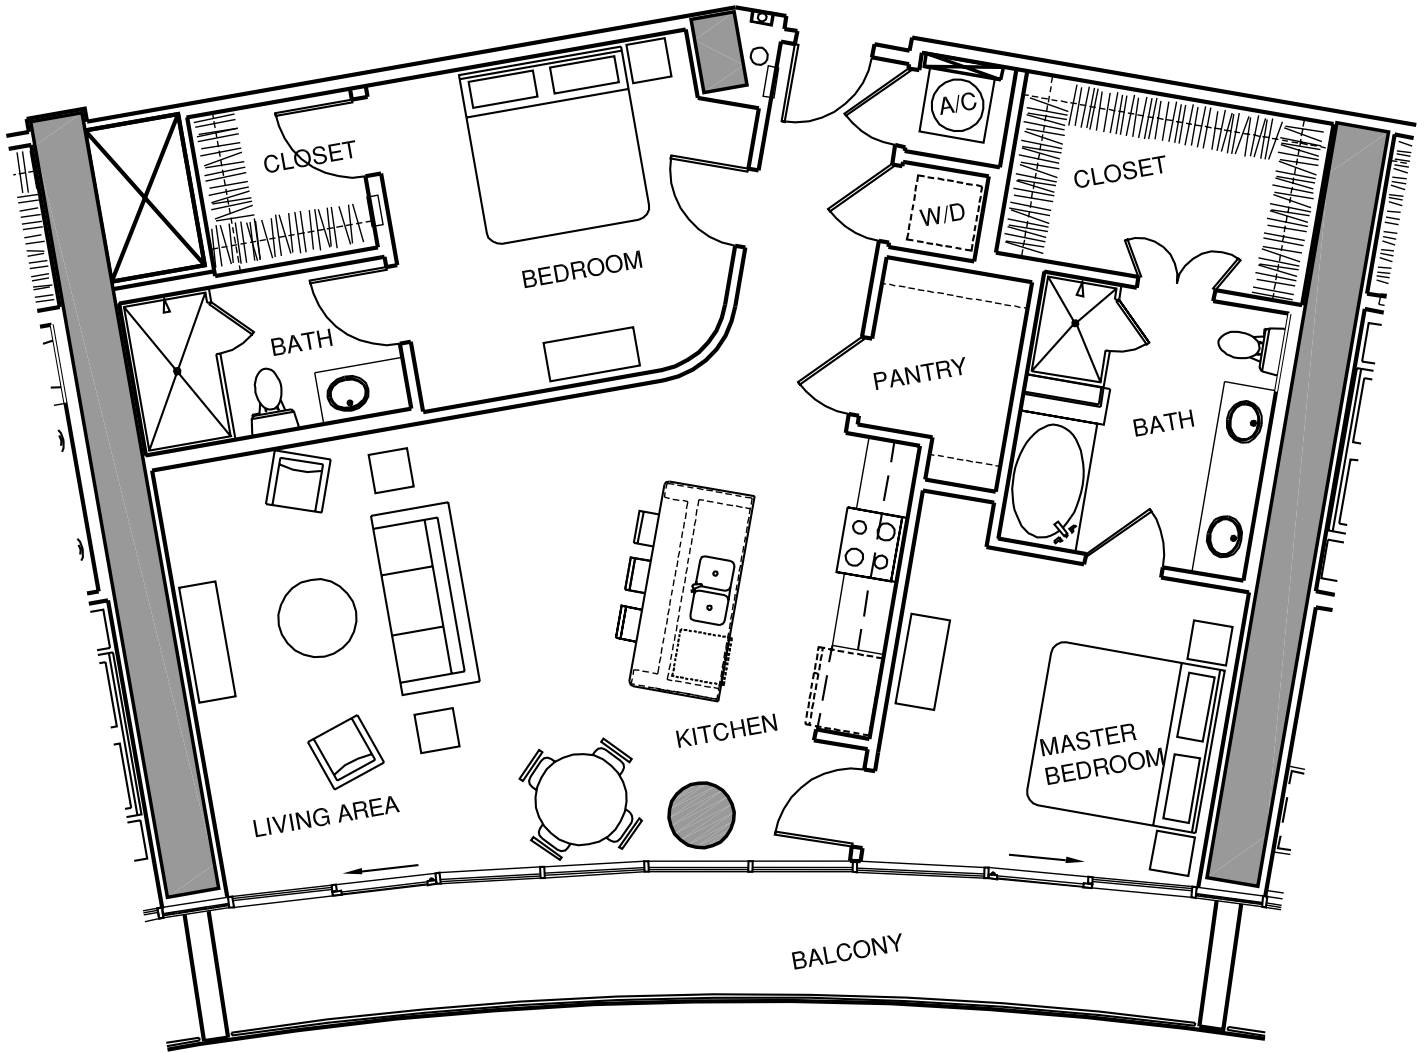 A/C
CLOSET
CLOSET
W/D
BEDROOM
BATH
PANTRY
BATH
KITCHEN
MASTER
BEDROOM
LIVING AREA
BALCONY